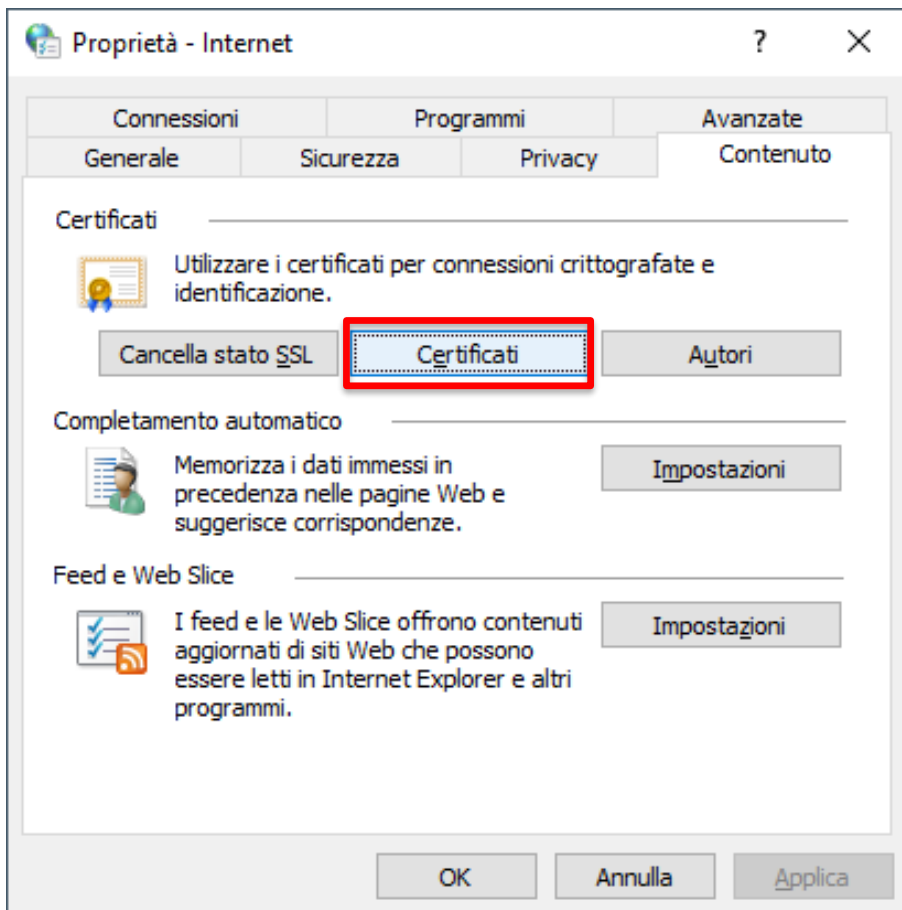 Proprietà - Internet
?
Connessioni
Programmi
Avanzate
Generale
Sicurezza
Privacy
Contenuto
Certificati
Utilizzare i certificati per connessioni crittografate e
identificazione.
Cancella stato SSL
Certificati
Autori
Completamento automatico
Memorizza i dati immessi in
precedenza nelle pagine Web e
suggerisce corrispondenze.
Impostazioni
Feed e Web Slice
I feed e le Web Slice offrono contenuti
aggiornati di siti Web che possono
essere letti in Internet Explorer e altri
programmi.
Impostazioni
OK
Annulla
Applica